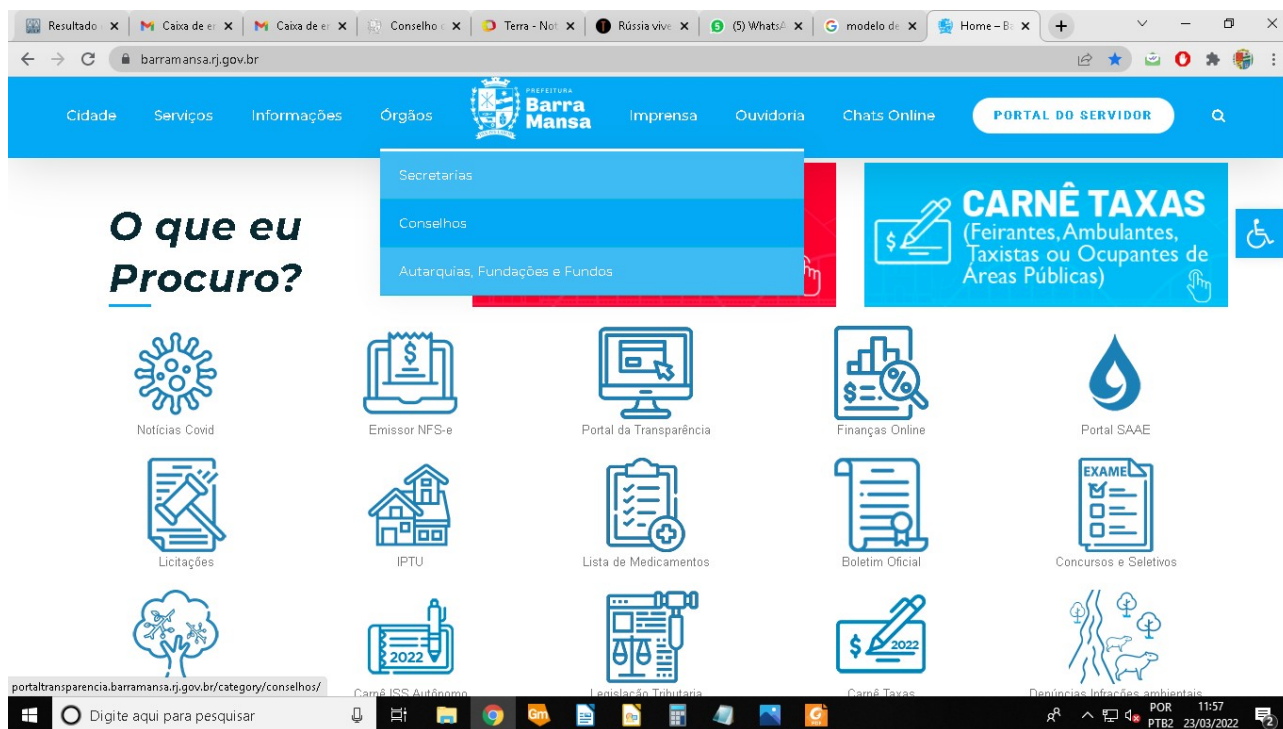 Resultado
Caixa de er
Caixa de er
Conselho c
Terra - Not
Rússia vive
(5) WhatsA
modelo de
Home – Ba
barramansa.rj.gov.br
Cidade
Serviços
Informações
Órgãos
PREFEITURA
Barra
Mansa
Imprensa
Ouvidoria
Chats Online
PORTAL DO SERVIDOR
Secretarias
Conselhos
Autarquias, Fundações e Fundos
O que eu
Procuro?
CARNÊ TAXAS
(Feirantes, Ambulantes,
Taxistas ou Ocupantes de
Áreas Públicas)
Notícias Covid
Emissor NFS-e
Portal da Transparência
Finanças Online
Portal SAAE
EXAME
Licitações
IPTU
Lista de Medicamentos
Boletim Oficial
Concursos e Seletivos
2022
2022
portaltransparencia.barramansa.rj.gov.br/category/conselhos/
Carnê ISS Autônomo
Legislação Tributaria
Carnê Taxas
Denúncias Infrações ambientais
Digite aqui para pesquisar
Gm
POR
PTB2
11:57
23/03/2022
2